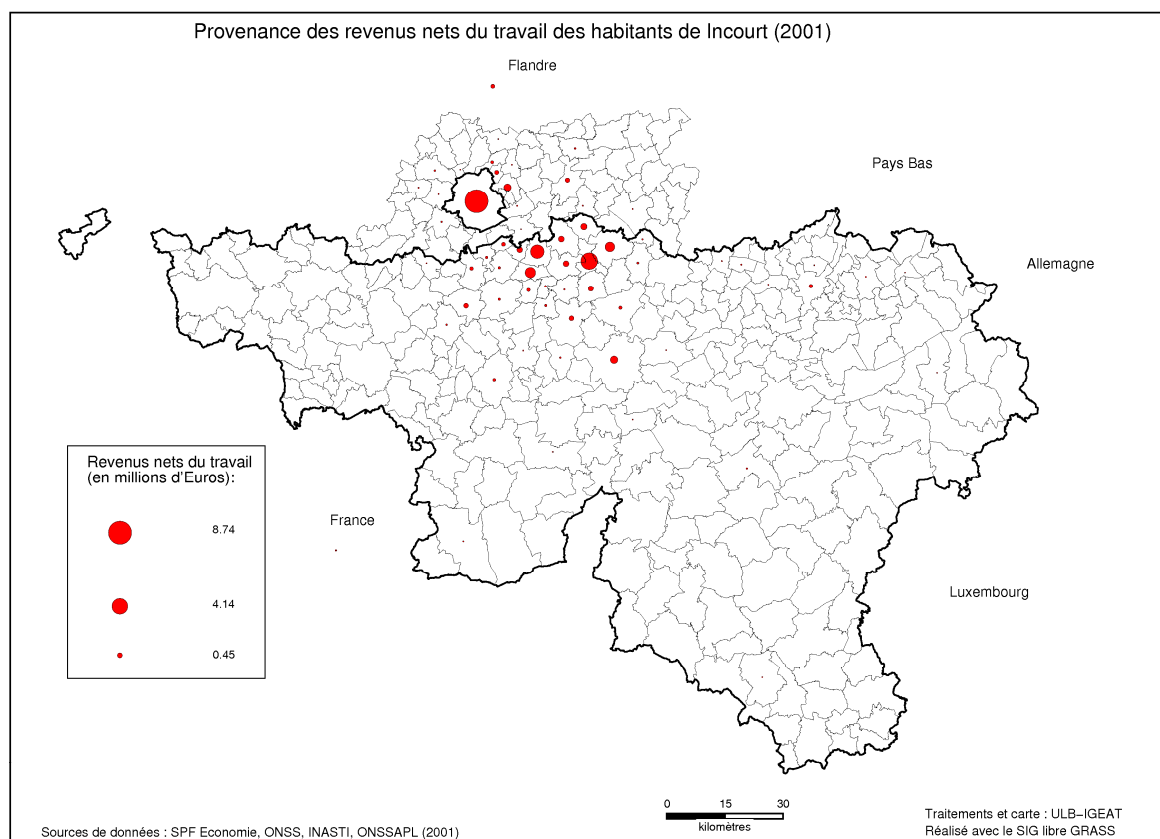 Provenance des revenus nets du travail des habitants de Incourt (2001)
Flandre
Pays Bas
Allemagne
Revenus nets du travail
(en millions d'Euros):
8.74
4.14
0.45
France
Luxembourg
0 15 30
kilomètres
Sources de données : SPF Economie, ONSS, INASTI, ONSSAPL (2001)
Traitements et carte : ULB-IGEAT
Réalisé avec le SIG libre GRASS